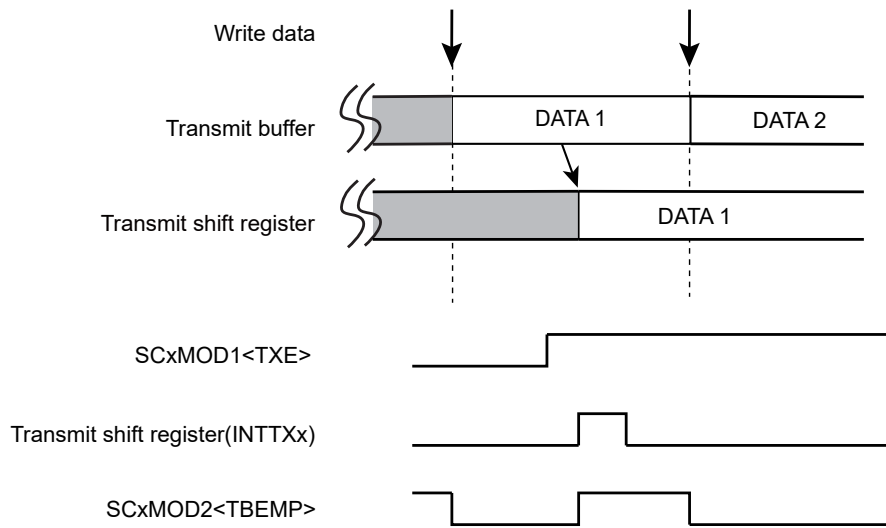 Write data
Transmit buffer
DATA 1
DATA 2
Transmit shift register
DATA 1
SCxMOD1<TXE>
Transmit shift register(INTTXx)
SCxMOD2<TBEMP>